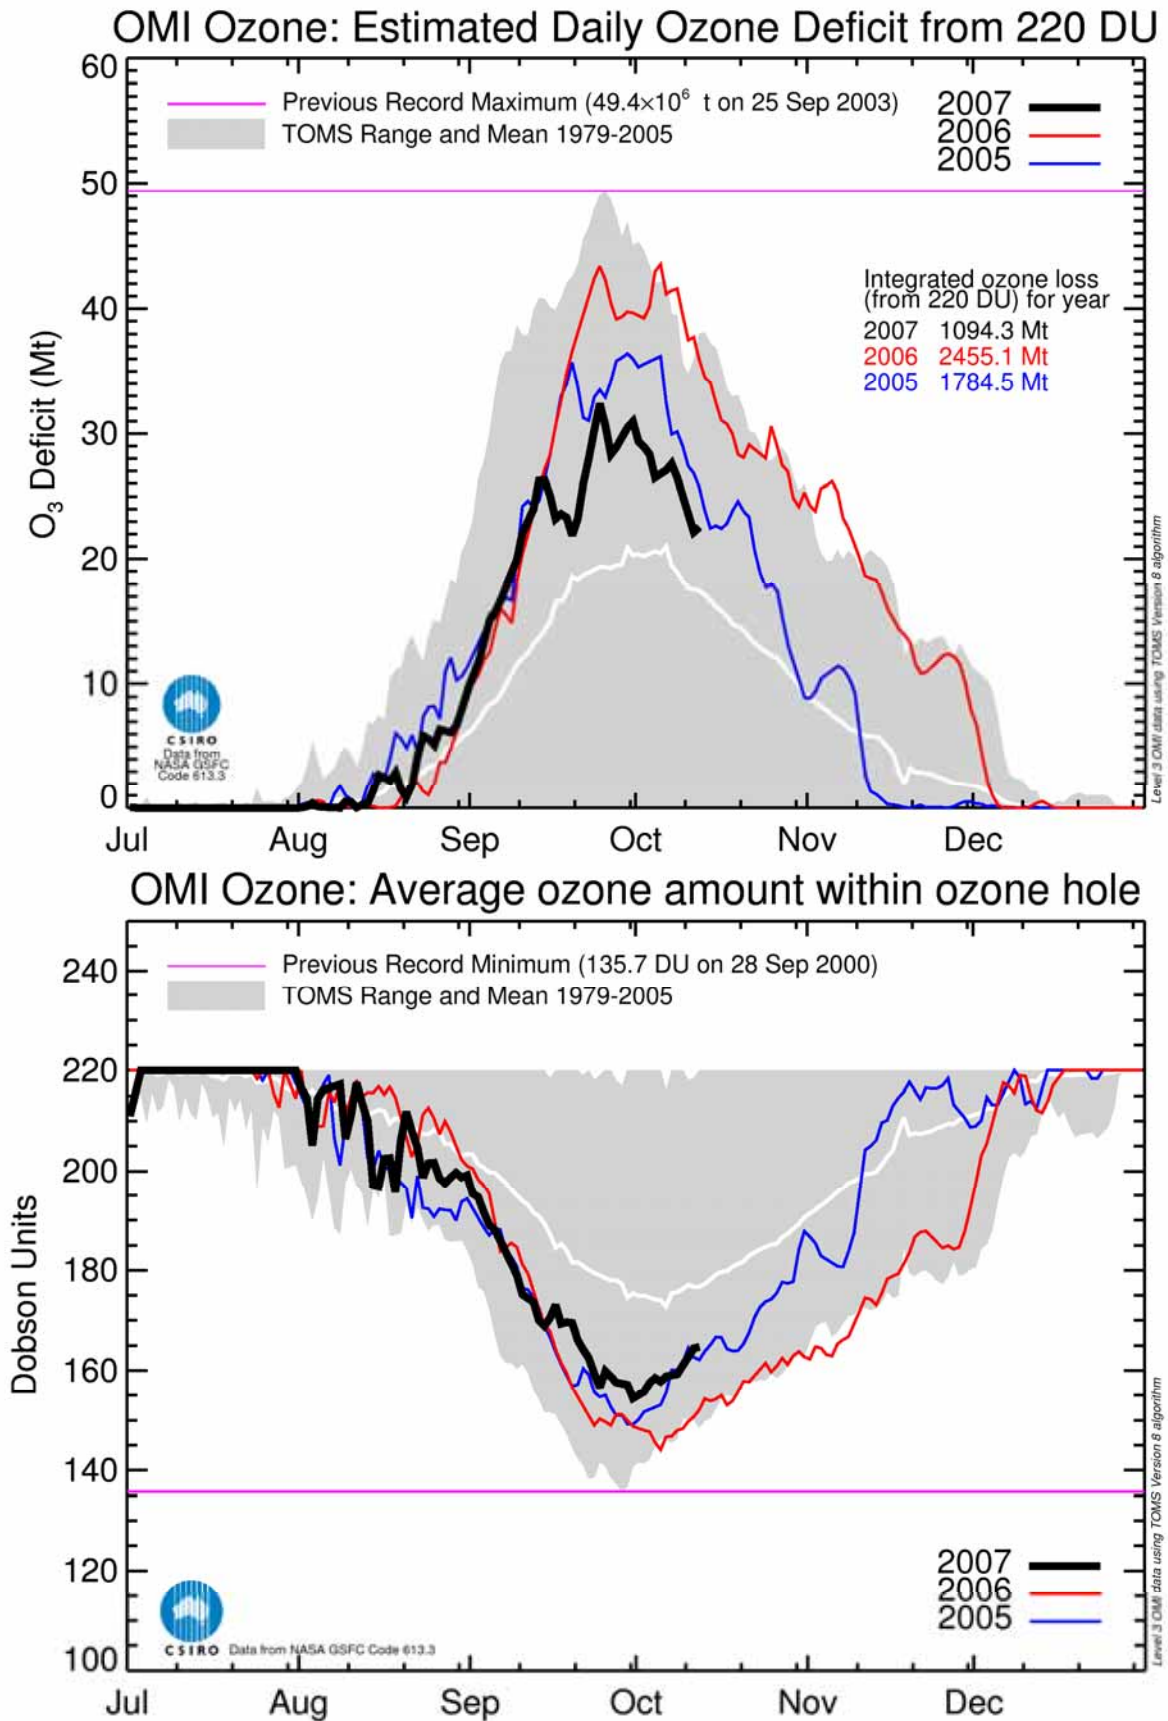 OMI Ozone: Estimated Daily Ozone Deficit from 220 DU
Previous Record Maximum (49.4×10⁶ t on 25 Sep 2003)
TOMS Range and Mean 1979-2005
2007
2006
2005
Integrated ozone loss
(from 220 DU) for year
2007 1094.3 Mt
2006 2455.1 Mt
2005 1784.5 Mt
O₃ Deficit (Mt)
60
50
40
30
20
10
0
CSIRO
Data from
NASA GSFC
Code 613.3
Level 3 OMI data using TOMS Version 8 algorithm
Jul Aug Sep Oct Nov Dec
OMI Ozone: Average ozone amount within ozone hole
Previous Record Minimum (135.7 DU on 28 Sep 2000)
TOMS Range and Mean 1979-2005
Dobson Units
240
220
200
180
160
140
120
100
2007
2006
2005
CSIRO Data from NASA GSFC Code 613.3
Level 3 OMI data using TOMS Version 8 algorithm
Jul Aug Sep Oct Nov Dec